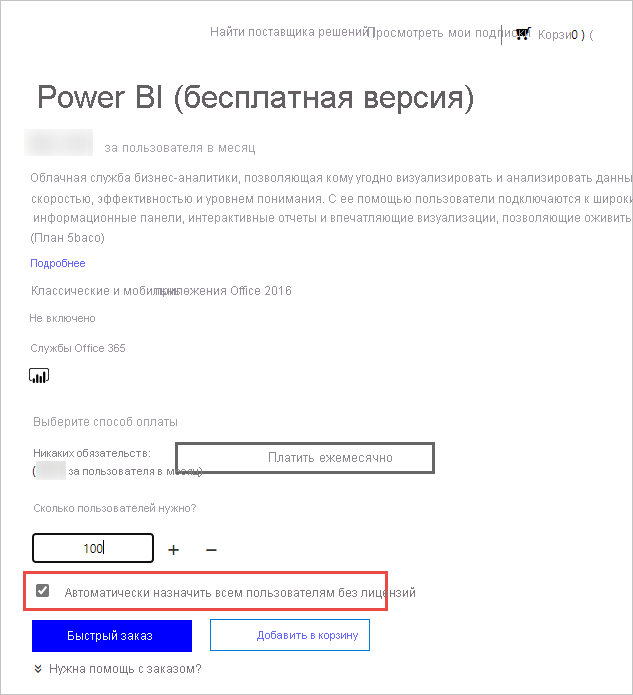 Найти поставщика решений Просмотреть мои подпис Корзи 0 ) (
Power BI (бесплатная версия)
за пользователя в месяц
Облачная служба бизнес-аналитики, позволяющая кому угодно визуализировать и анализировать данны
скоростью, эффективностью и уровнем понимания. С ее помощью пользователи подключаются к широки
информационные панели, интерактивные отчеты и впечатляющие визуализации, позволяющие оживить
(План 5baco)
Подробнее
Классические и мобильные приложения Office 2016
Не включено
Службы Office 365
Выберите способ оплаты
Никаких обязательств:
( за пользователя в месяц)
Платить ежемесячно
Сколько пользователей нужно?
100 + −
Автоматически назначить всем пользователям без лицензий
Быстрый заказ Добавить в корзину
Нужна помощь с заказом?